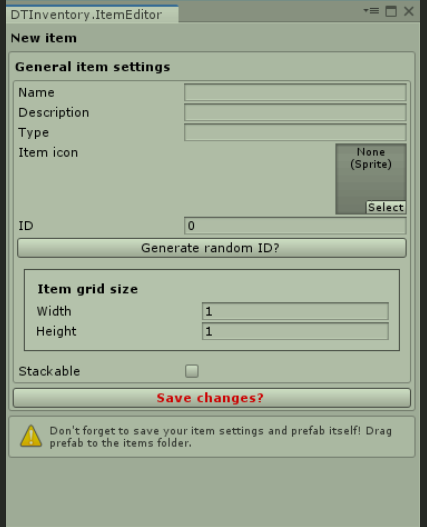 DTInventory.ItemEditor
New item
General item settings
Name
Description
Type
Item icon
None
(Sprite)
Select
ID 0
Generate random ID?
Item grid size
Width 1
Height 1
Stackable
Save changes?
Don't forget to save your item settings and prefab itself! Drag
prefab to the items folder.